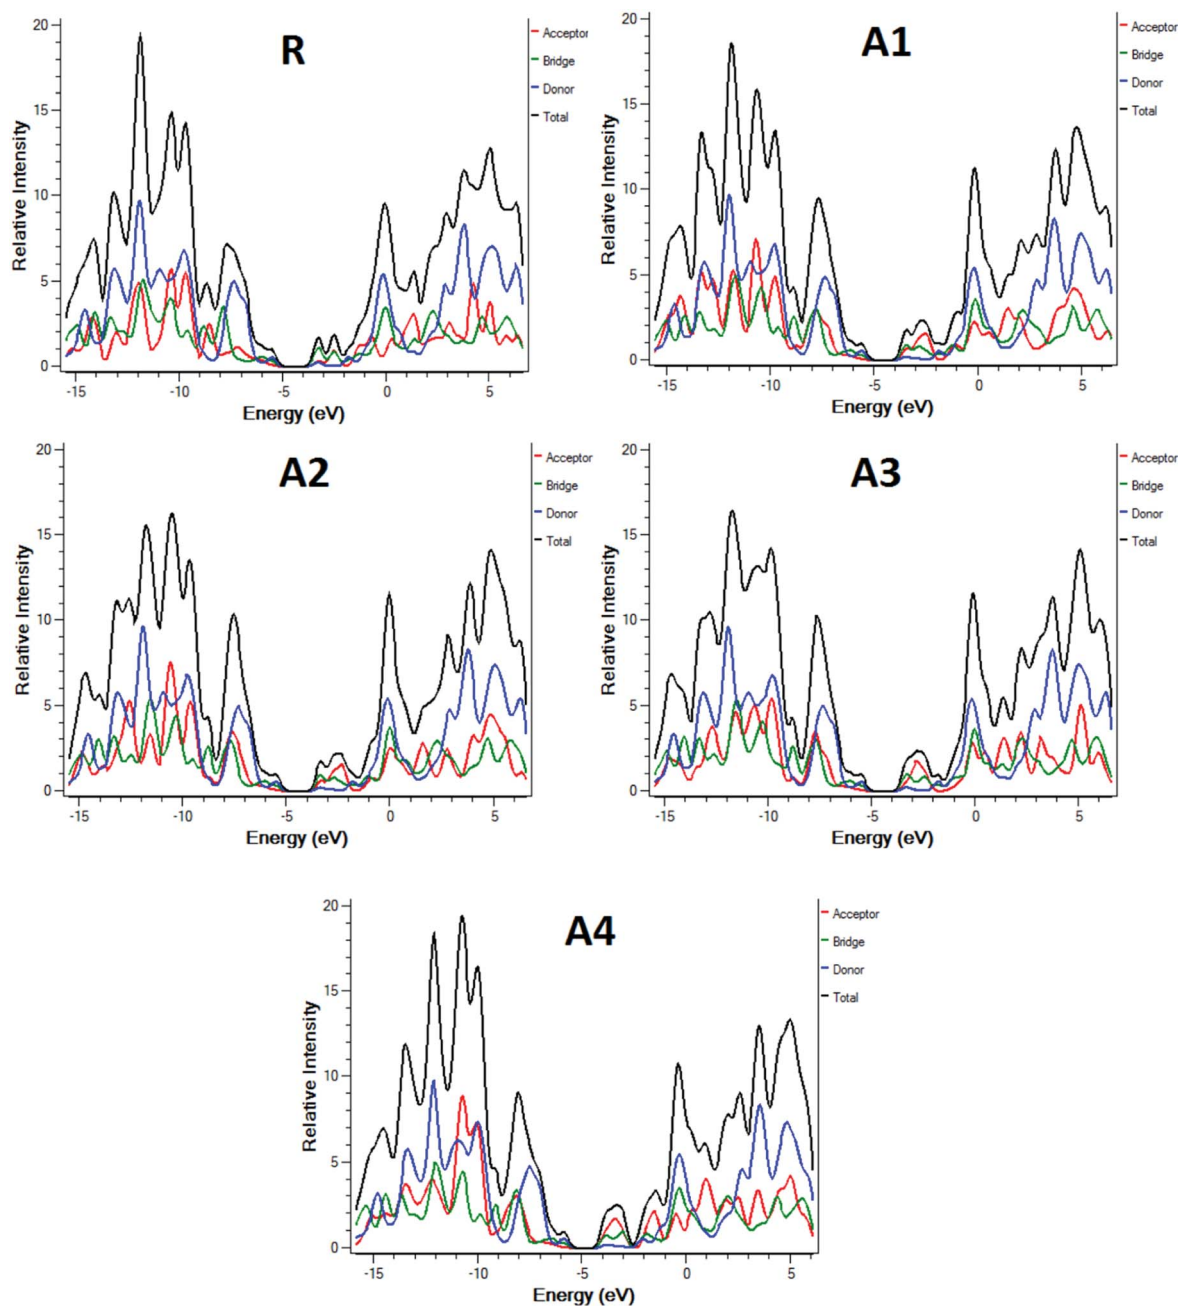 R
20
15
10
5
0
Relative Intensity
-15 -10 -5 0 5
Energy (eV)
Acceptor
Bridge
Donor
Total
A1
20
15
10
5
0
Relative Intensity
-15 -10 -5 0 5
Energy (eV)
Acceptor
Bridge
Donor
Total
A2
20
15
10
5
0
Relative Intensity
-15 -10 -5 0 5
Energy (eV)
Acceptor
Bridge
Donor
Total
A3
20
15
10
5
0
Relative Intensity
-15 -10 -5 0 5
Energy (eV)
Acceptor
Bridge
Donor
Total
A4
20
15
10
5
0
Relative Intensity
-15 -10 -5 0 5
Energy (eV)
Acceptor
Bridge
Donor
Total